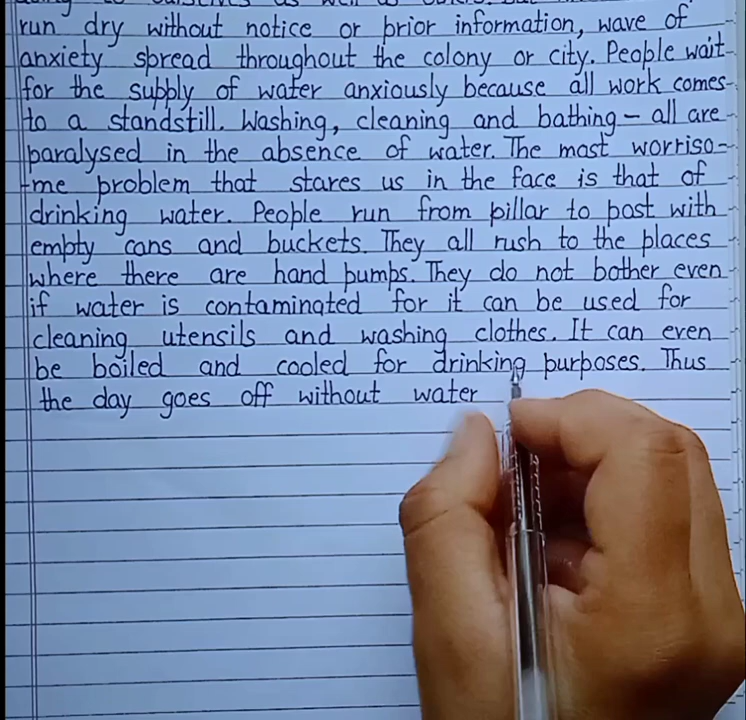 run dry without notice or prior information, wave of
anxiety spread throughout the colony or city. People wait
for the supply of water anxiously because all work comes
to a standstill. Washing, cleaning and bathing - all are
paralysed in the absence of water. The most worriso-
-me problem that stares us in the face is that of
drinking water. People run from pillar to post with
empty cans and buckets. They all rush to the places
where there are hand pumps. They do not bother even
if water is contaminated for it can be used for
cleaning utensils and washing clothes. It can even
be boiled and cooled for drinking purposes. Thus
the day goes off without water